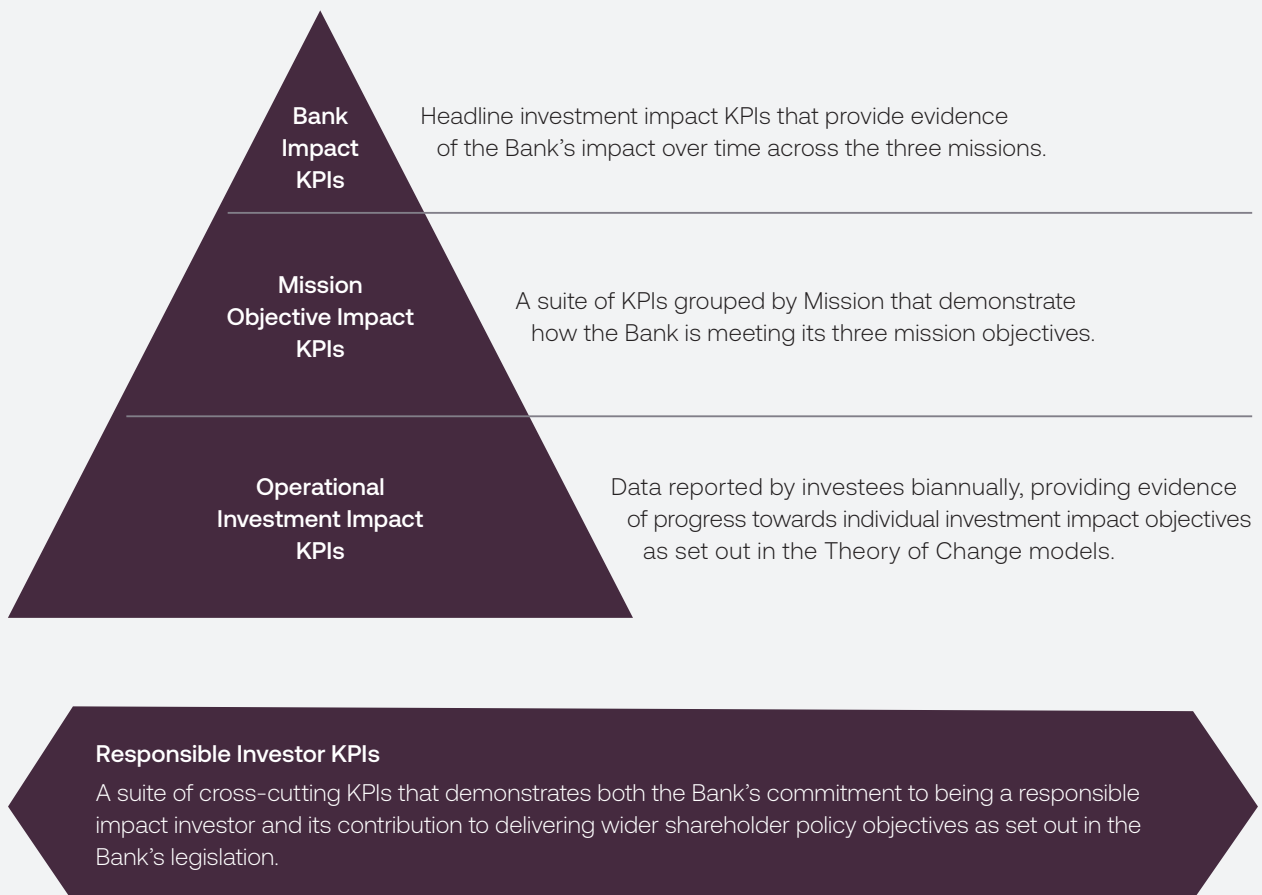 Bank
Impact
KPIs
Headline investment impact KPIs that provide evidence
of the Bank’s impact over time across the three missions.
Mission
Objective Impact
KPIs
A suite of KPIs grouped by Mission that demonstrate
how the Bank is meeting its three mission objectives.
Operational
Investment Impact
KPIs
Data reported by investees biannually, providing evidence
of progress towards individual investment impact objectives
as set out in the Theory of Change models.
Responsible Investor KPIs
A suite of cross-cutting KPIs that demonstrates both the Bank’s commitment to being a responsible
impact investor and its contribution to delivering wider shareholder policy objectives as set out in the
Bank’s legislation.